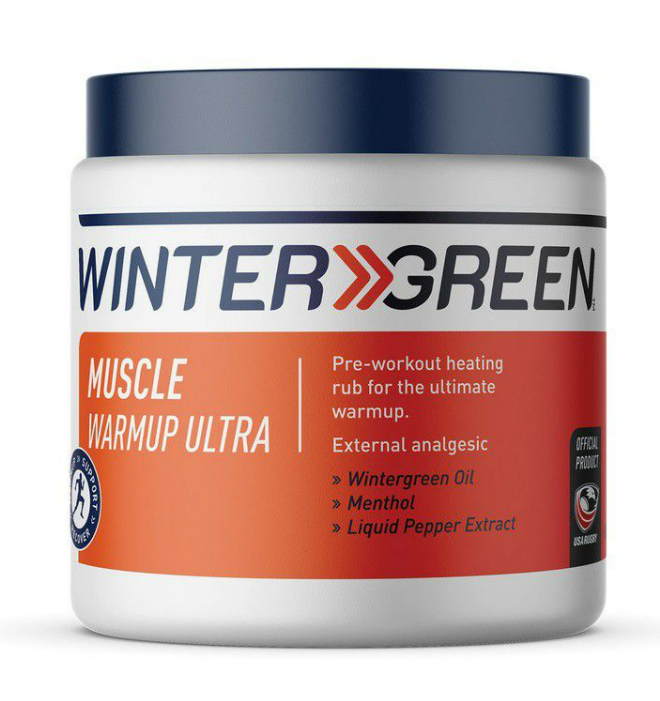 WINTER»GREEN
MUSCLE
WARMUP ULTRA
Pre-workout heating
rub for the ultimate
warmup.
External analgesic
» Wintergreen Oil
» Menthol
» Liquid Pepper Extract
» SUPPORT »
OFFICIAL
PRODUCT
USA RUGBY